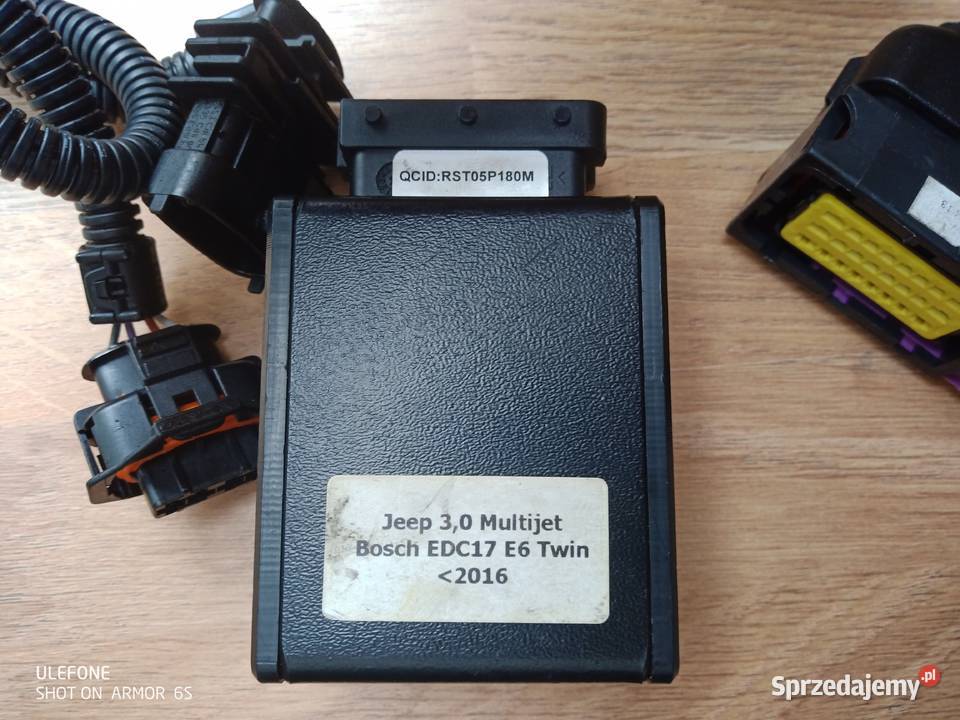 QCID:RST05P180M
Jeep 3,0 Multijet
Bosch EDC17 E6 Twin
<2016
ULEFONE
SHOT ON ARMOR 6S
Sprzedajemy.pl